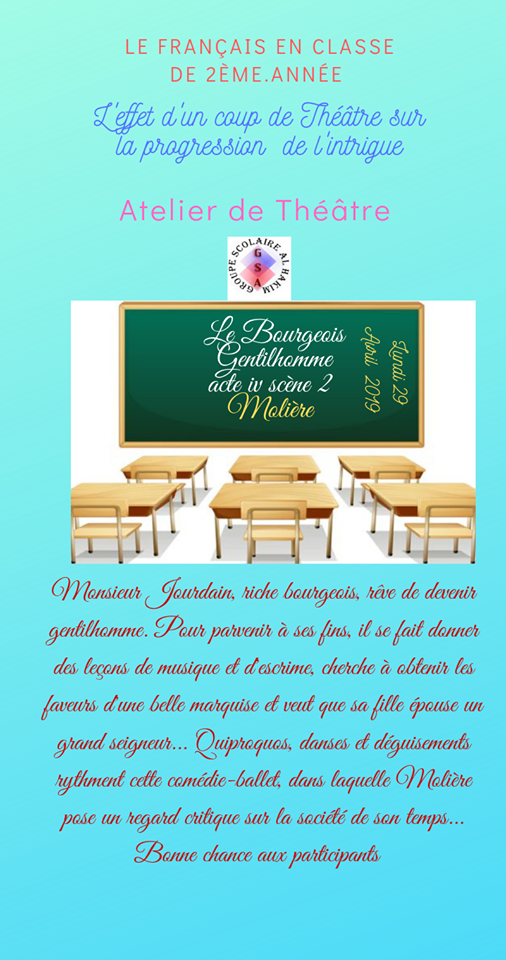 LE FRANÇAIS EN CLASSE
DE 2ÈME.ANNÉE
L'effet d'un coup de Théâtre sur
la progression de l'intrigue
Atelier de Théâtre
GROUPE SCOLAIRE AL HAKIM
G
S
A
Le Bourgeois
Gentilhomme
acte iv scène 2
Molière
Lundi 29
Avril 2019
Monsieur Jourdain, riche bourgeois, rêve de devenir
gentilhomme. Pour parvenir à ses fins, il se fait donner
des leçons de musique et d'escrime, cherche à obtenir les
faveurs d'une belle marquise et veut que sa fille épouse un
grand seigneur... Quiproquos, danses et déguisements
rythment cette comédie-ballet, dans laquelle Molière
pose un regard critique sur la société de son temps...
Bonne chance aux participants